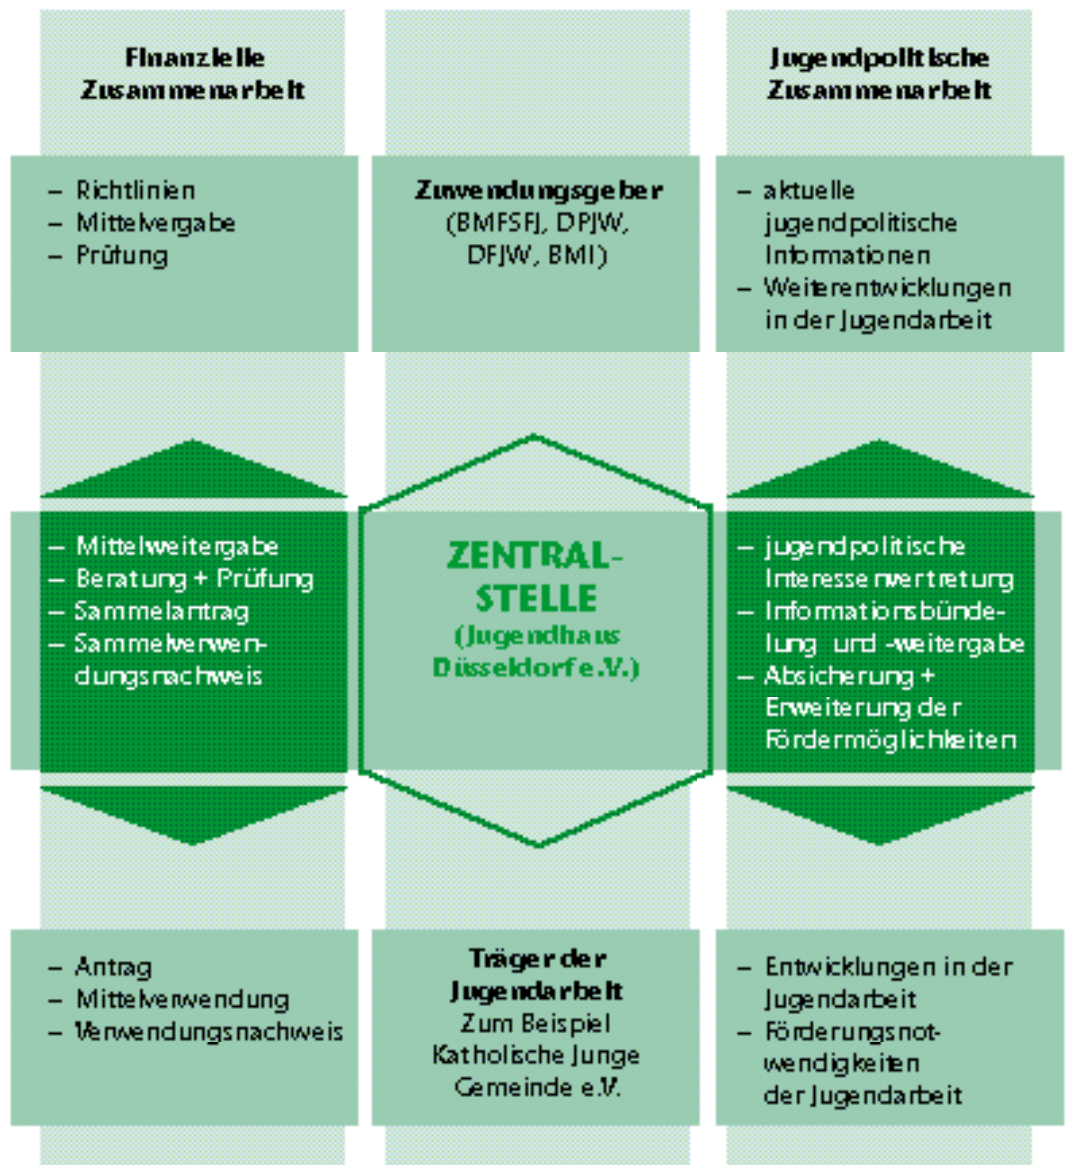 Finanzielle
Zusammenarbeit
Jugendpolitische
Zusammenarbeit
– Richtlinien
– Mittelvergabe
– Prüfung
Zuwendungsgeber
(BMFSFJ, DPJW,
DFJW, BMI)
– aktuelle
jugendpolitische
Informationen
– Weiterentwicklungen
in der Jugendarbeit
– Mittelweitergabe
– Beratung + Prüfung
– Sammelantrag
– Sammelverwen-
dungsnachweis
ZENTRAL-
STELLE
(Jugendhaus
Düsseldorf e.V.)
– jugendpolitische
Interessenvertretung
– Informationsbünde-
lung und -weitergabe
– Absicherung +
Erweiterung der
Fördermöglichkeiten
– Antrag
– Mittelverwendung
– Verwendungsnachweis
Träger der
Jugendarbeit
Zum Beispiel
Katholische Junge
Gemeinde e.V.
– Entwicklungen in der
Jugendarbeit
– Förderungsnot-
wendigkeiten
der Jugendarbeit